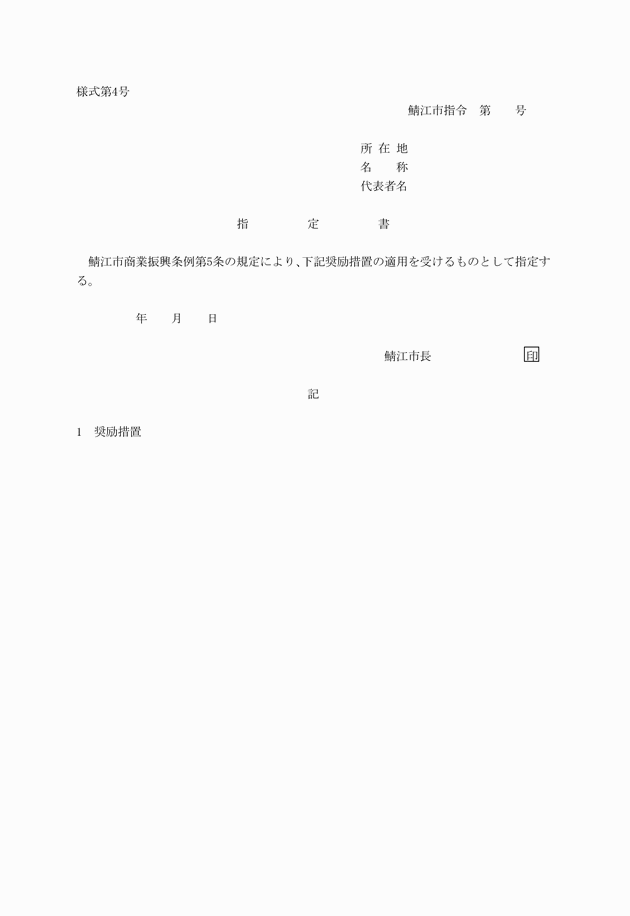 様式第4号
鯖江市指令　第　　号
所 在 地
名　　称
代表者名
指　　　　　定　　　　　書
　鯖江市商業振興条例第5条の規定により、下記奨励措置の適用を受けるものとして指定す
る。
年　　月　　日
鯖江市長　　　　　　　　印
記
1　奨励措置